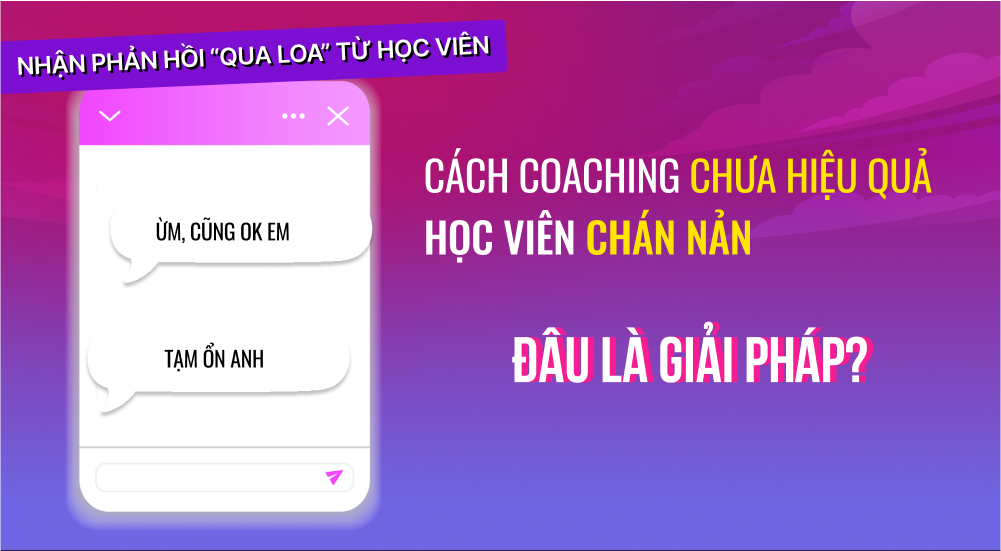 NHẬN PHẢN HỒI “QUA LOA” TỪ HỌC VIÊN
ỪM, CŨNG OK EM
TẠM ỔN ANH
CÁCH COACHING CHƯA HIỆU QUẢ
HỌC VIÊN CHÁN NẢN
ĐÂU LÀ GIẢI PHÁP?